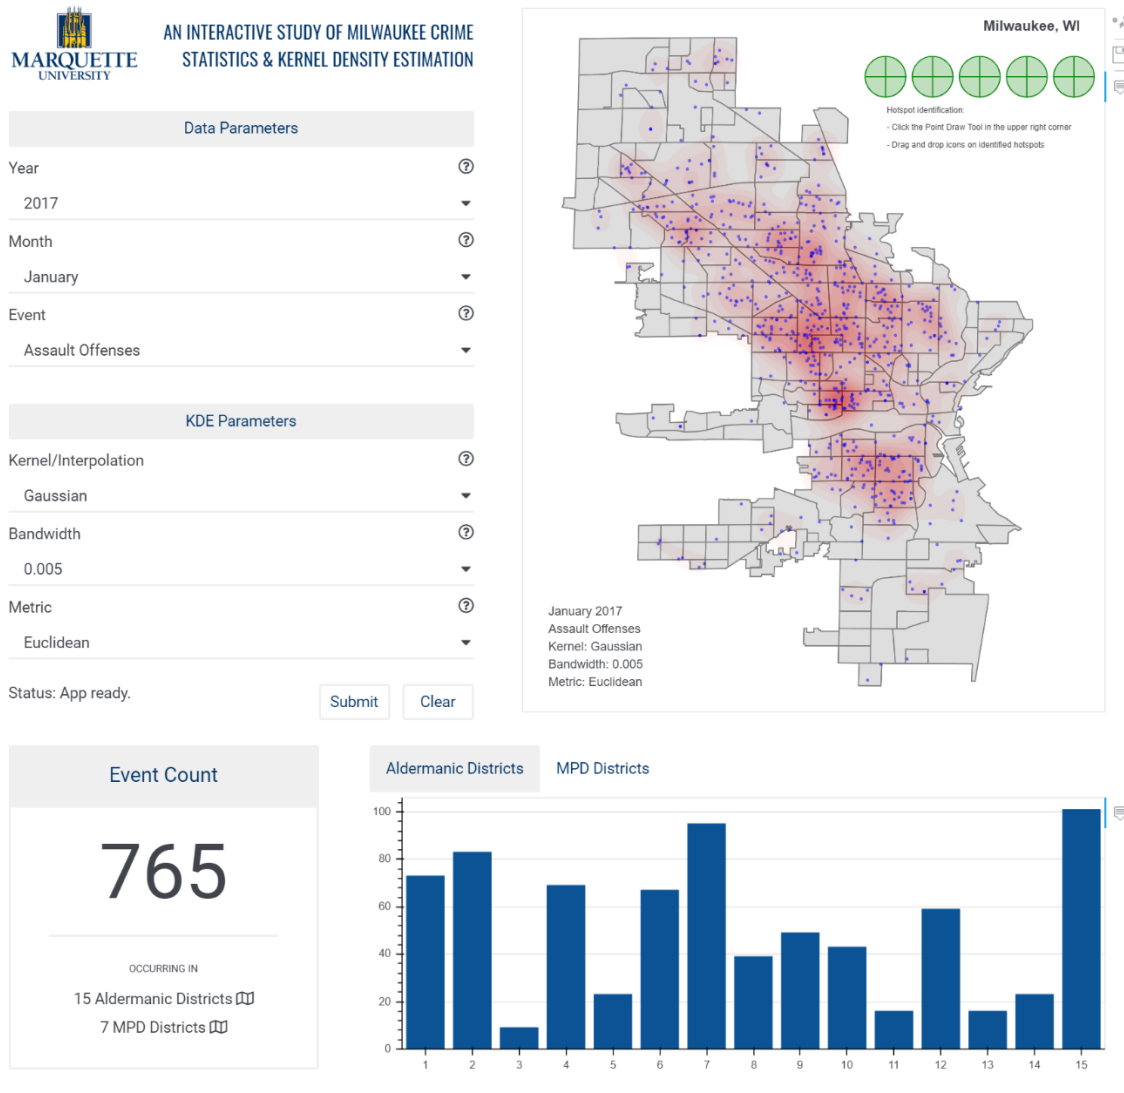 MARQUETTE
UNIVERSITY
AN INTERACTIVE STUDY OF MILWAUKEE CRIME
STATISTICS & KERNEL DENSITY ESTIMATION
Data Parameters
Year
2017
Month
January
Event
Assault Offenses
KDE Parameters
Kernel/Interpolation
Gaussian
Bandwidth
0.005
Metric
Euclidean
Status: App ready.
Submit
Clear
Milwaukee, WI
Hotspot identification:
- Click the Point Draw Tool in the upper right corner
- Drag and drop icons on identified hotspots
January 2017
Assault Offenses
Kernel: Gaussian
Bandwidth: 0.005
Metric: Euclidean
Event Count
765
OCCURRING IN
15 Aldermanic Districts
7 MPD Districts
Aldermanic Districts
MPD Districts
100
80
60
40
20
0
1 2 3 4 5 6 7 8 9 10 11 12 13 14 15